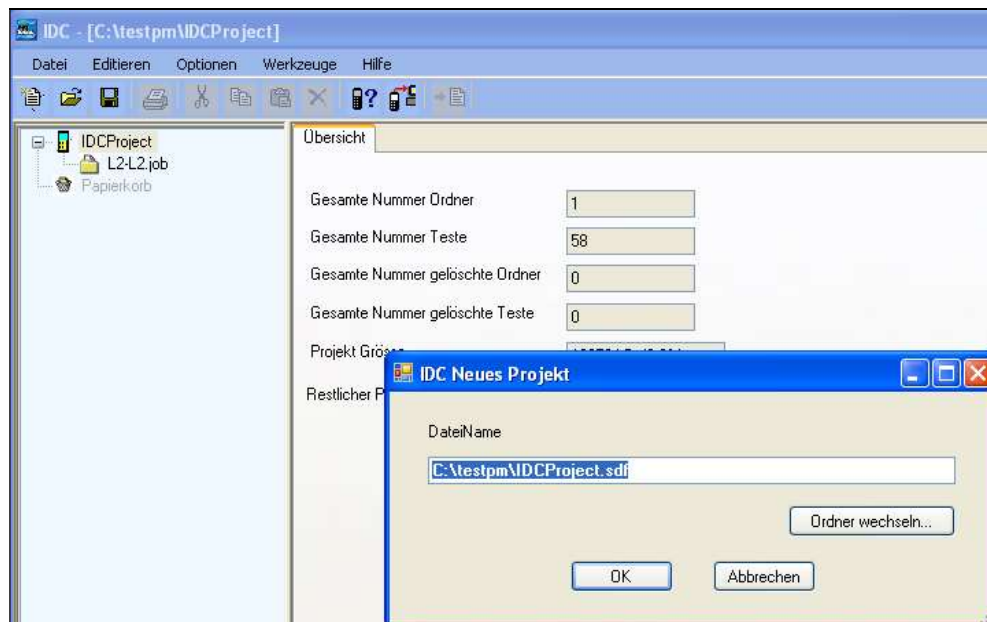 IDC - [C:\testpm\IDCProject]
Datei Editieren Optionen Werkzeuge Hilfe
IDCProject
L2-L2.job
Papierkorb
Übersicht
Gesamte Nummer Ordner 1
Gesamte Nummer Teste 58
Gesamte Nummer gelöschte Ordner 0
Gesamte Nummer gelöschte Teste 0
Projekt
Restlicher
IDC Neues Projekt
DateiName
C:\testpm\IDCProject.sdf
Ordner wechseln...
OK Abbrechen